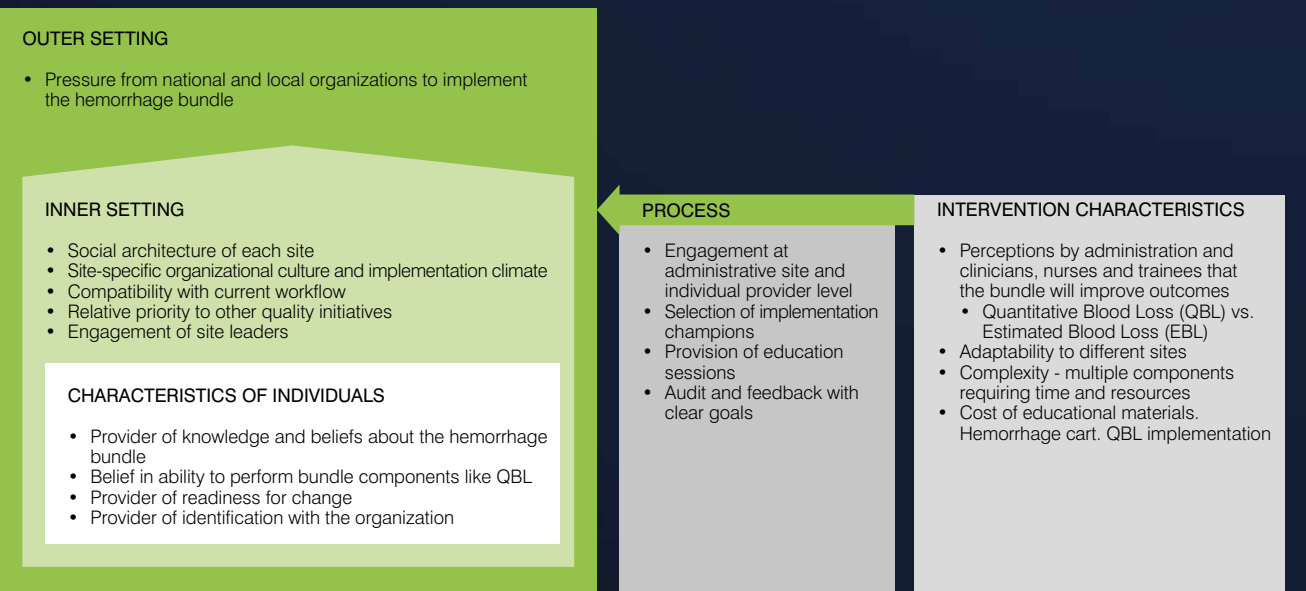 OUTER SETTING
• Pressure from national and local organizations to implement
the hemorrhage bundle
INNER SETTING
• Social architecture of each site
• Site-specific organizational culture and implementation climate
• Compatibility with current workflow
• Relative priority to other quality initiatives
• Engagement of site leaders
CHARACTERISTICS OF INDIVIDUALS
• Provider of knowledge and beliefs about the hemorrhage
bundle
• Belief in ability to perform bundle components like QBL
• Provider of readiness for change
• Provider of identification with the organization
PROCESS
• Engagement at
administrative site and
individual provider level
• Selection of implementation
champions
• Provision of education
sessions
• Audit and feedback with
clear goals
INTERVENTION CHARACTERISTICS
• Perceptions by administration and
clinicians, nurses and trainees that
the bundle will improve outcomes
• Quantitative Blood Loss (QBL) vs.
Estimated Blood Loss (EBL)
• Adaptability to different sites
• Complexity - multiple components
requiring time and resources
• Cost of educational materials.
Hemorrhage cart. QBL implementation